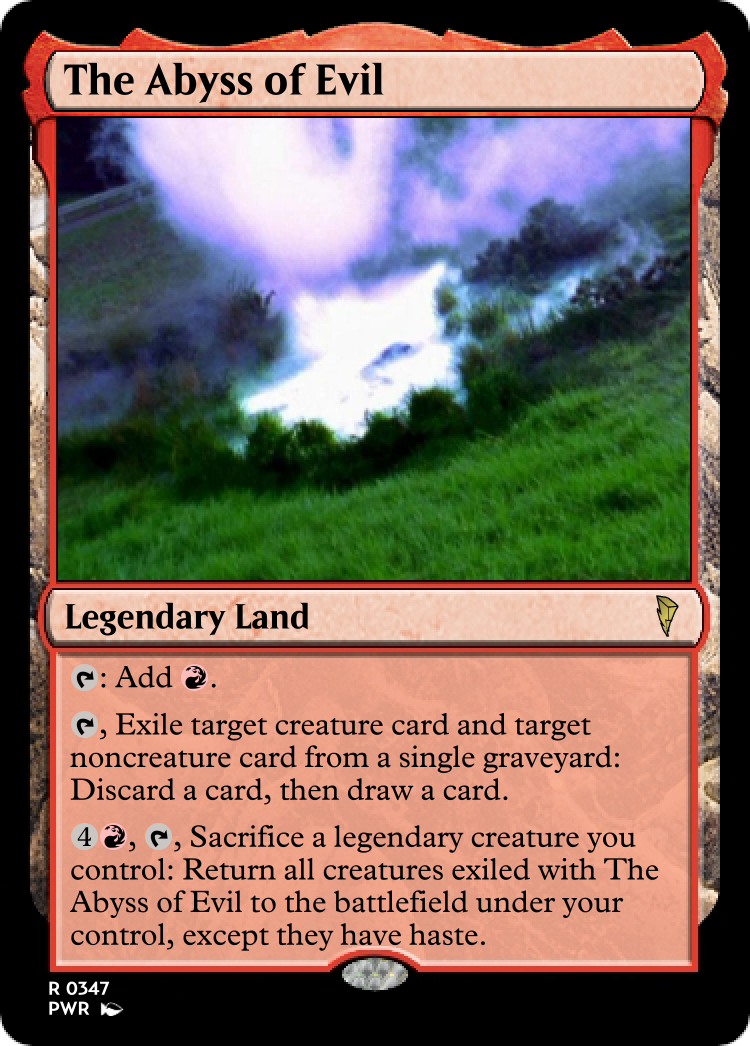 The Abyss of Evil
Legendary Land
: Add .
, Exile target creature card and target
noncreature card from a single graveyard:
Discard a card, then draw a card.
4, , Sacrifice a legendary creature you
control: Return all creatures exiled with The
Abyss of Evil to the battlefield under your
control, except they have haste.
R 0347
PWR